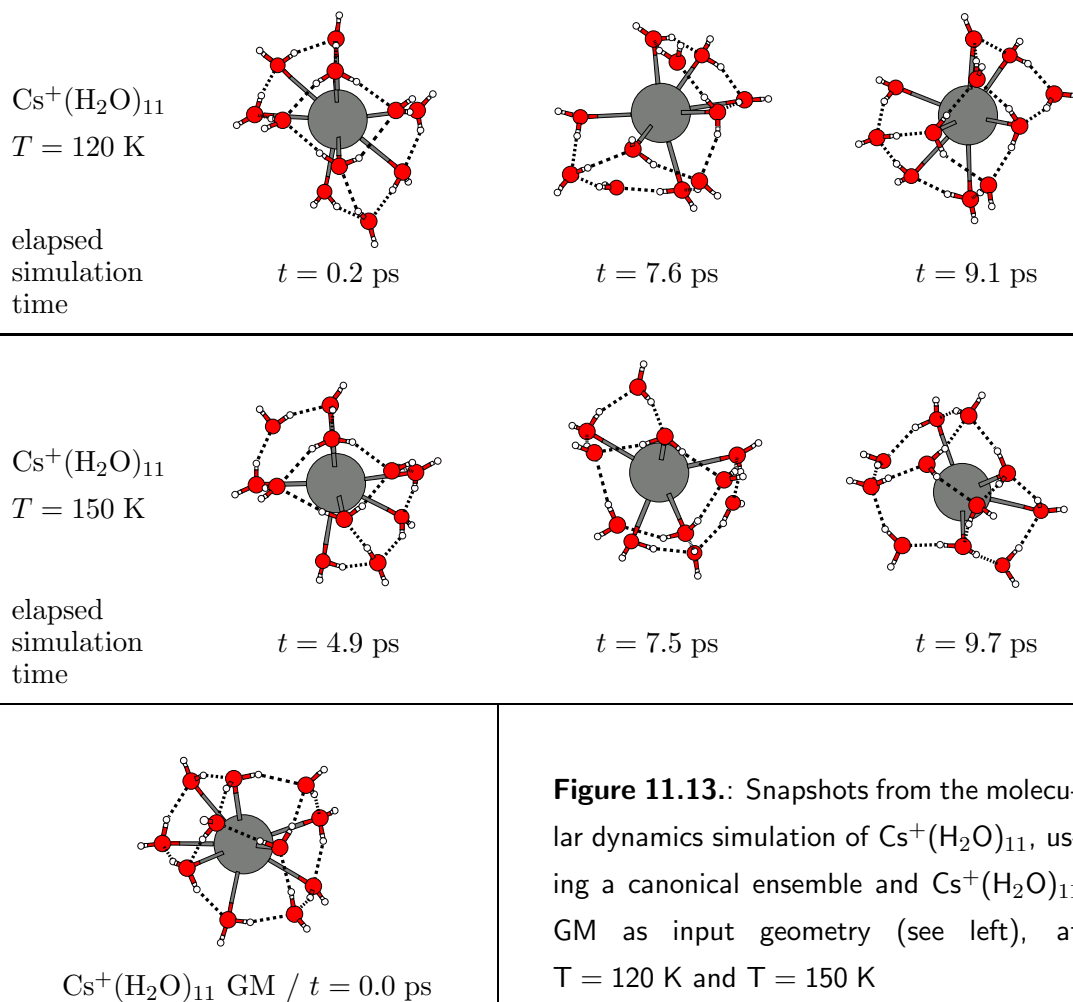 Cs⁺(H₂O)₁₁
T = 120 K
elapsed
simulation
time
t = 0.2 ps
t = 7.6 ps
t = 9.1 ps
Cs⁺(H₂O)₁₁
T = 150 K
elapsed
simulation
time
t = 4.9 ps
t = 7.5 ps
t = 9.7 ps
Cs⁺(H₂O)₁₁ GM / t = 0.0 ps
Figure 11.13.: Snapshots from the molecu-
lar dynamics simulation of Cs⁺(H₂O)₁₁, us-
ing a canonical ensemble and Cs⁺(H₂O)₁₁
GM as input geometry (see left), at
T = 120 K and T = 150 K